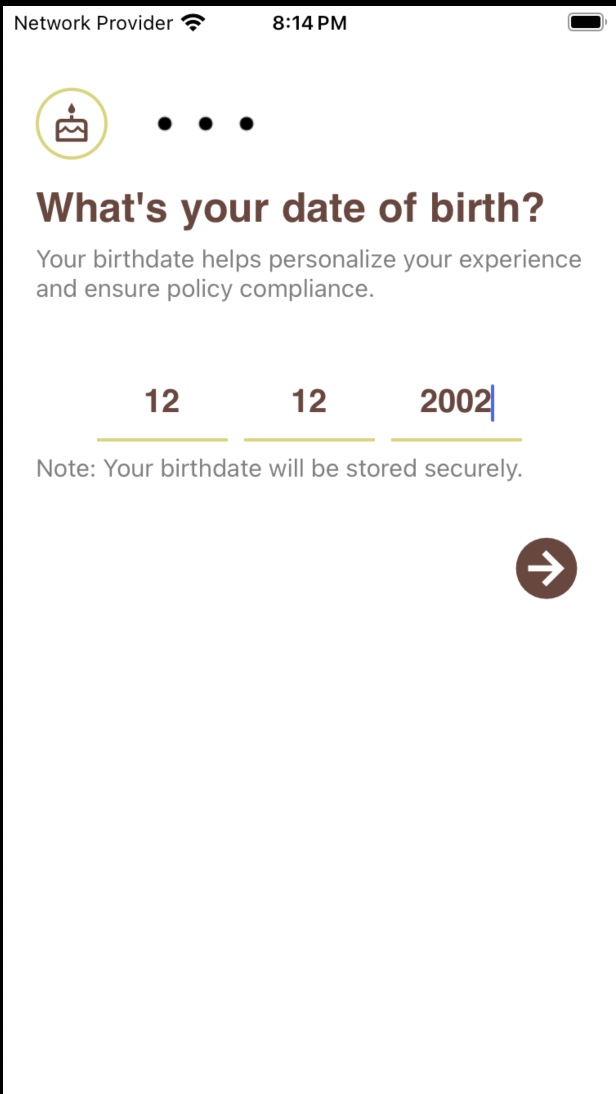 Network Provider 8:14 PM
What's your date of birth?
Your birthdate helps personalize your experience
and ensure policy compliance.
12 12 2002
Note: Your birthdate will be stored securely.